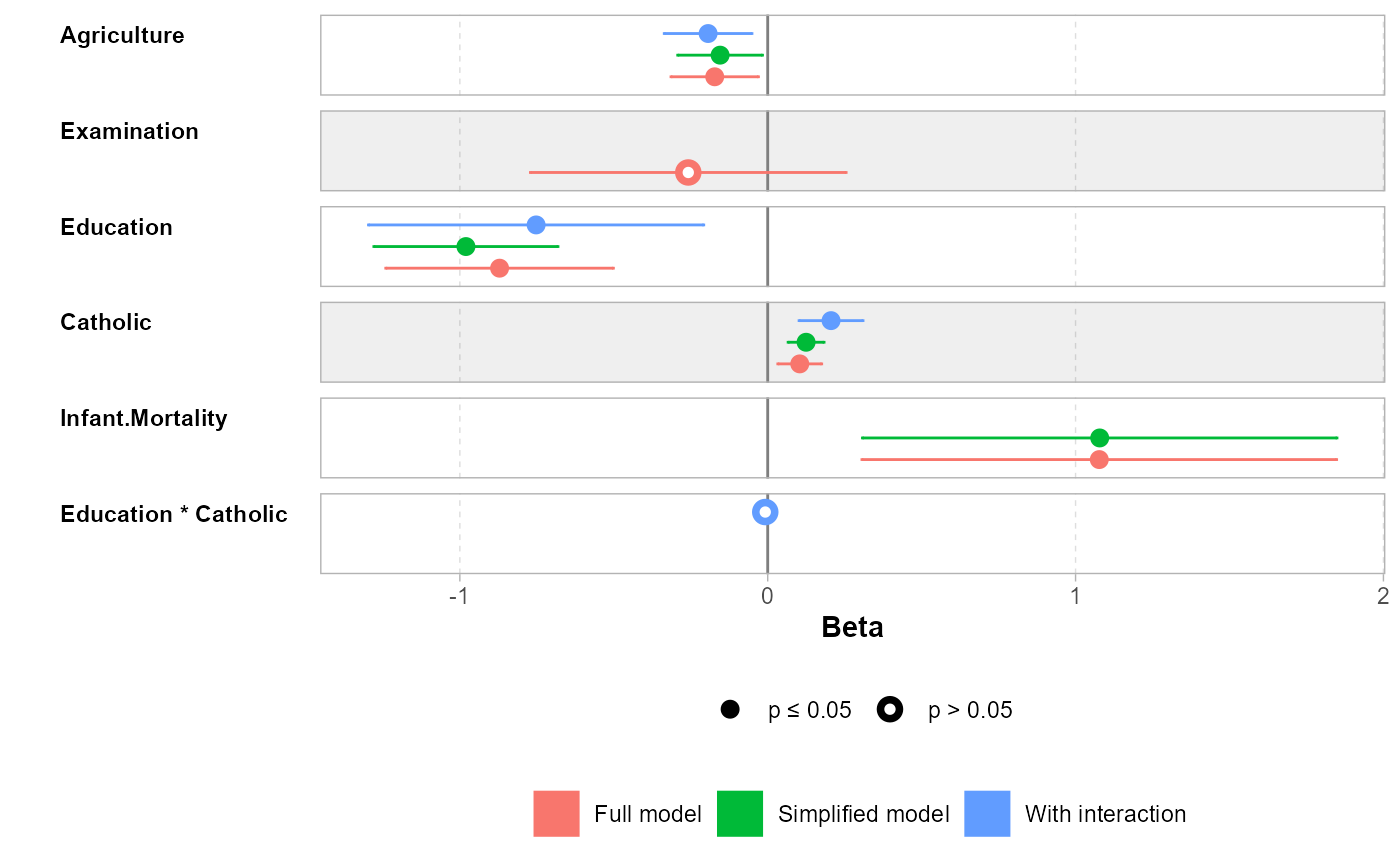 Agriculture
Examination
Education
Catholic
Infant.Mortality
Education * Catholic
-1 0 1 2
Beta
p ≤ 0.05 p > 0.05
Full model Simplified model With interaction